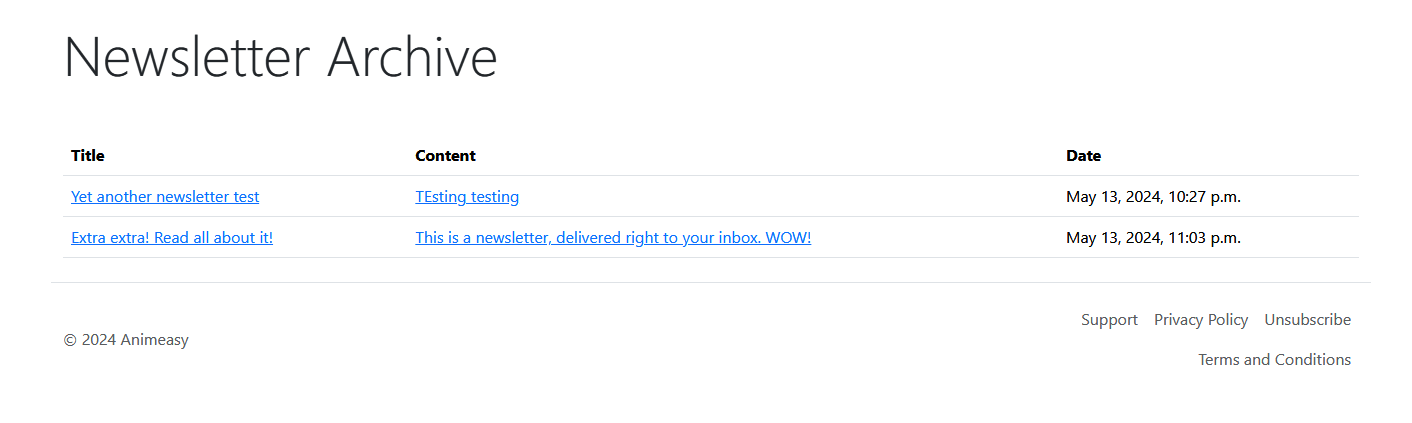 Newsletter Archive
Title Content Date
Yet another newsletter test TEsting testing May 13, 2024, 10:27 p.m.
Extra extra! Read all about it! This is a newsletter, delivered right to your inbox. WOW! May 13, 2024, 11:03 p.m.
Support Privacy Policy Unsubscribe
© 2024 Animeasy
Terms and Conditions